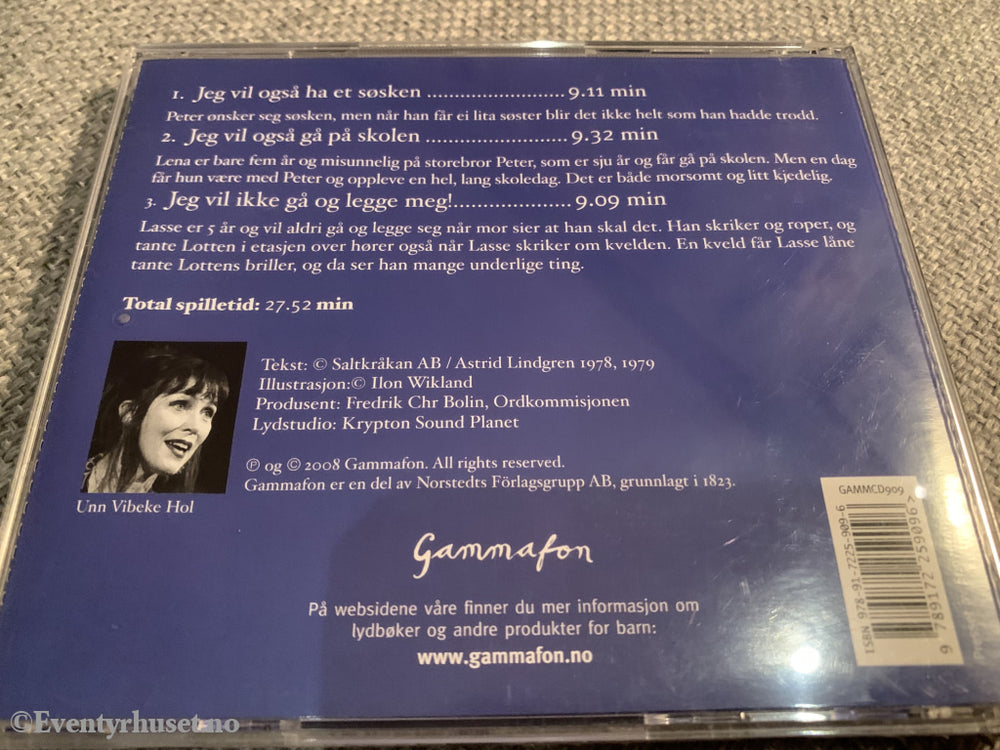 1. Jeg vil også ha et søsken ........................ 9.11 min
Peter ønsker seg søsken, men når han får ei lita søster blir det ikke helt som han hadde trodd.
2. Jeg vil også gå på skolen ......................... 9.32 min
Lena er bare fem år og misunnelig på storebror Peter, som er sju år og får gå på skolen. Men en dag
får hun være med Peter og oppleve en hel, lang skoledag. Det er både morsomt og litt kjedelig.
3. Jeg vil ikke gå og legge meg!.................... 9.09 min
Lasse er 5 år og vil aldri gå og legge seg når mor sier at han skal det. Han skriker og roper, og
tante Lotten i etasjen over hører også når Lasse skriker om kvelden. En kveld får Lasse låne
tante Lottens briller, og da ser han mange underlige ting.
Total spilletid: 27.52 min
Tekst: © Saltkråkan AB / Astrid Lindgren 1978, 1979
Illustrasjon:© Ilon Wikland
Produsent: Fredrik Chr Bolin, Ordkommisjonen
Lydstudio: Krypton Sound Planet
℗ og © 2008 Gammafon. All rights reserved.
Gammafon er en del av Norstedts Förlagsgrupp AB, grunnlagt i 1823.
Unn Vibeke Hol
GAMMCD909
ISBN 978-91-7225-909-6
9 789172 259096>
Gammafon
På websidene våre finner du mer informasjon om
lydbøker og andre produkter for barn:
www.gammafon.no
©Eventyrhuset.no